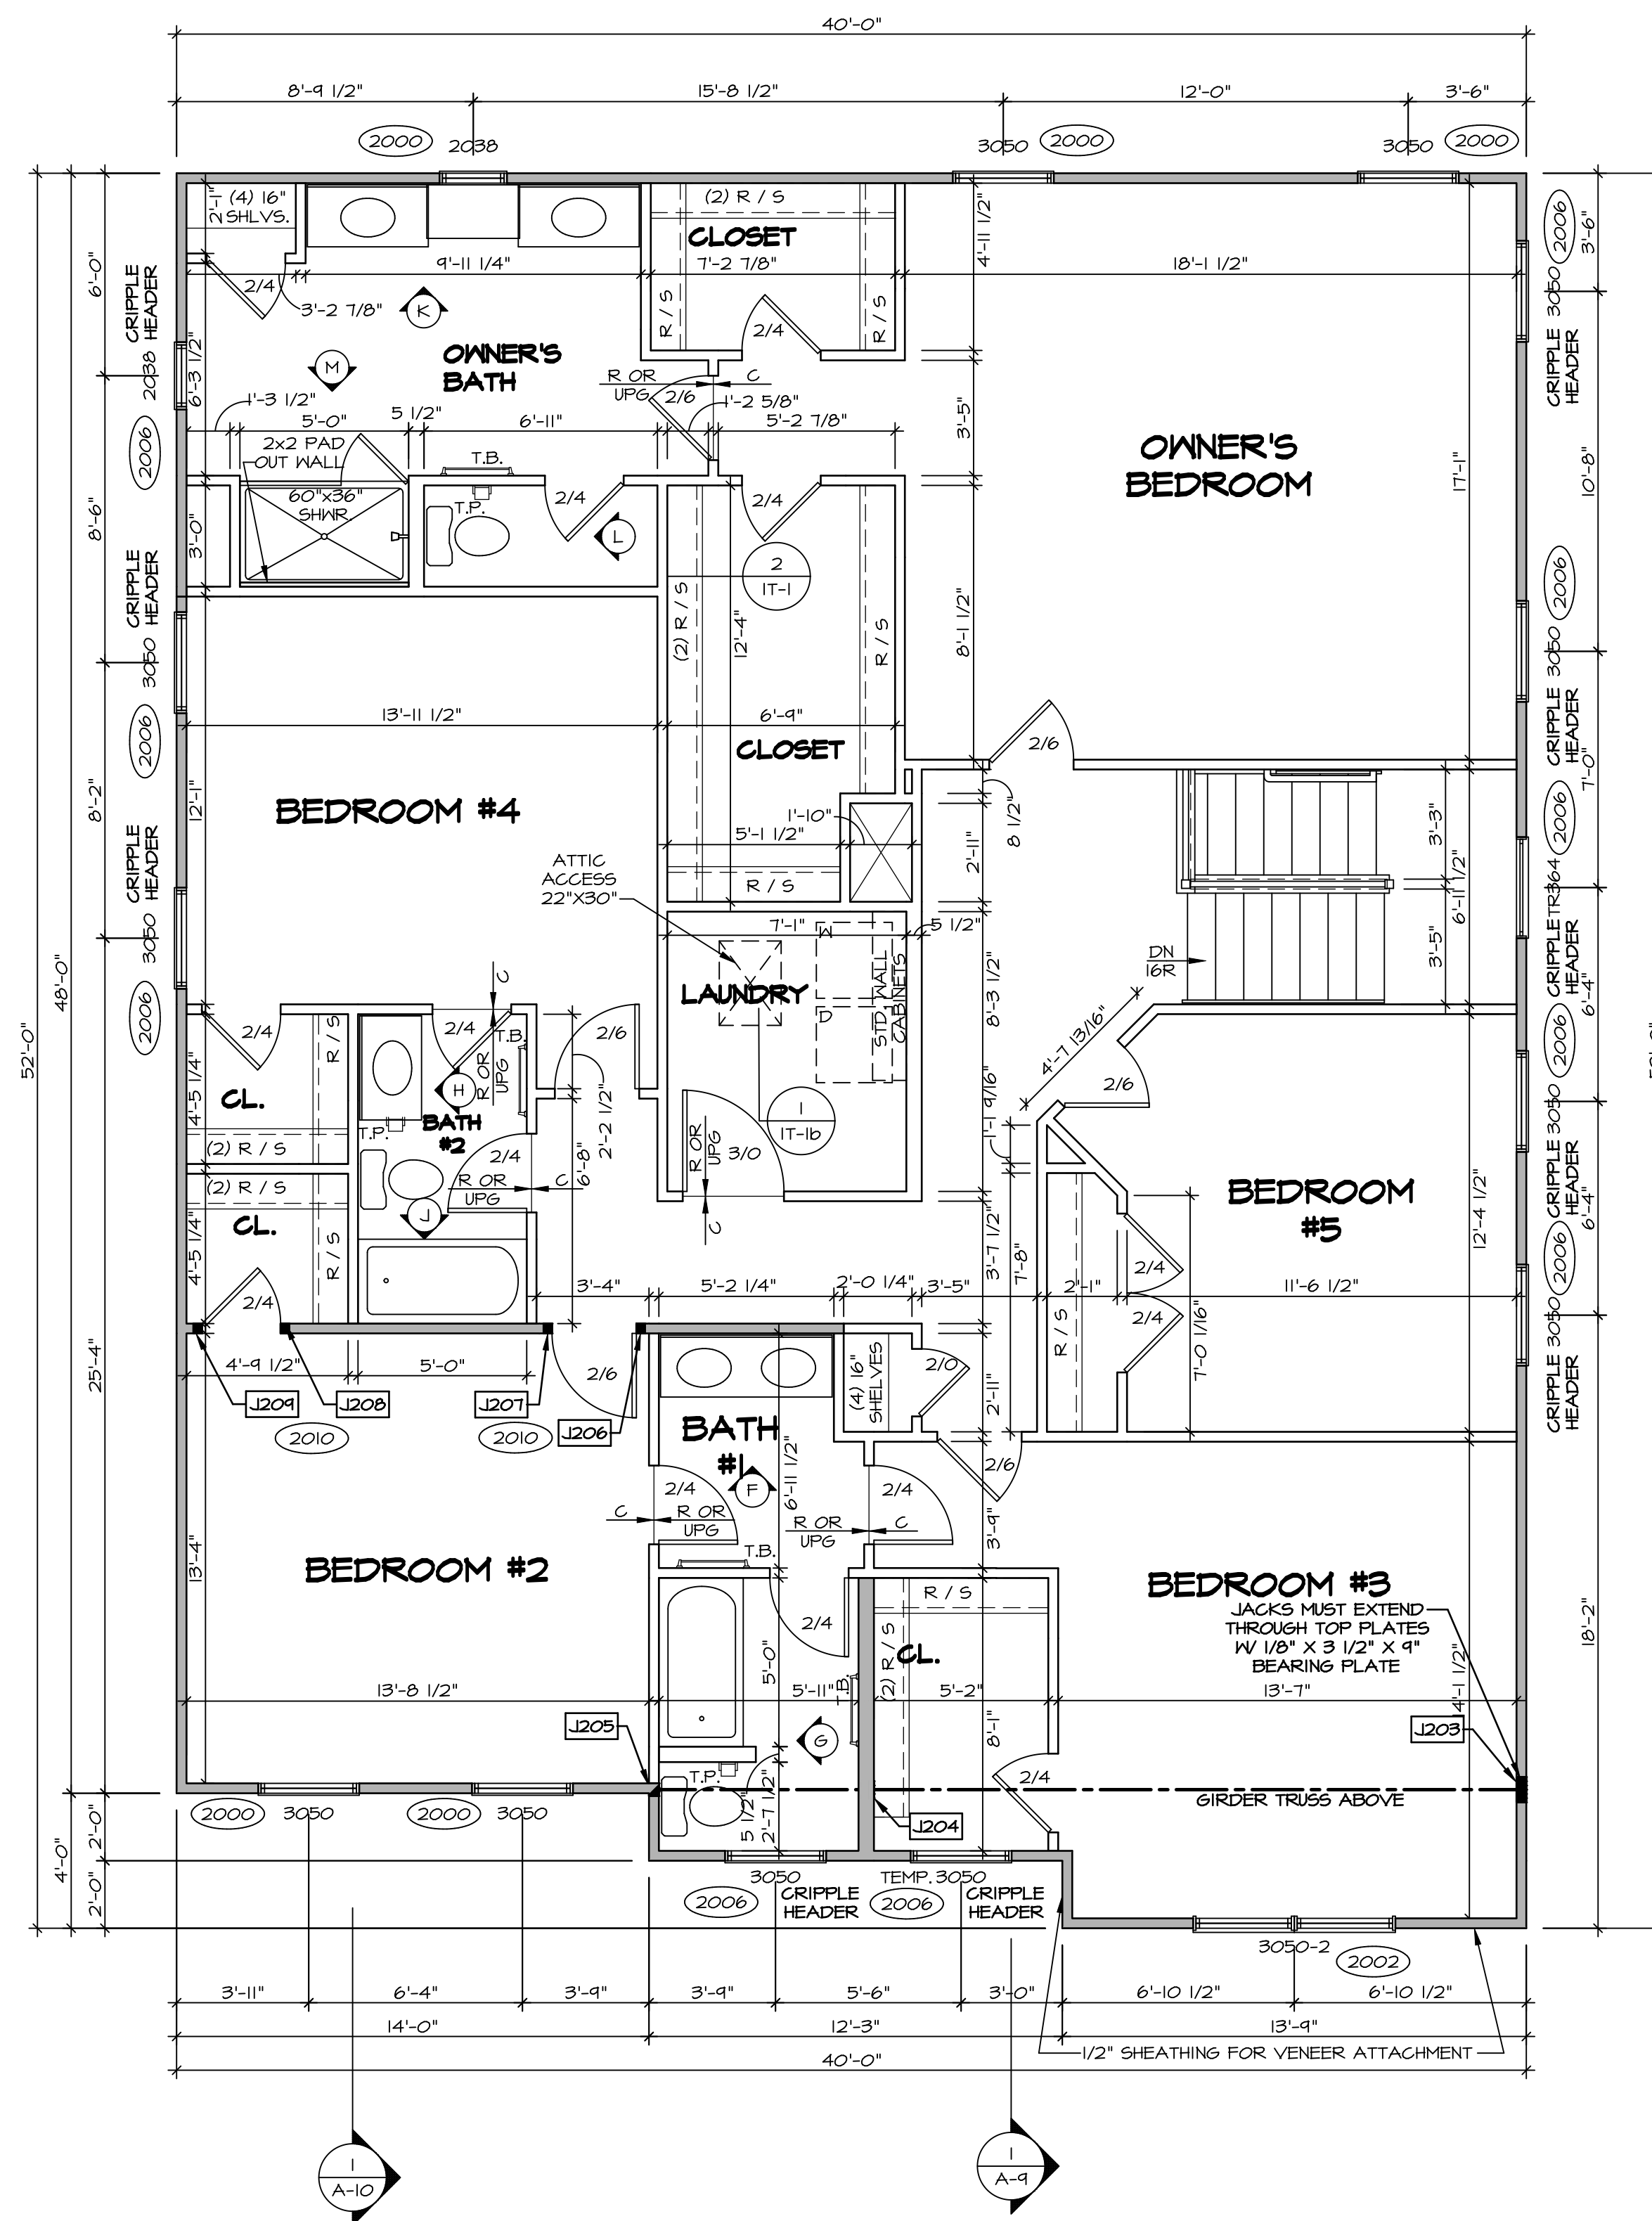 40'-0"
8'-9 1/2"
15'-8 1/2"
12'-0"
3'-6"
2000
2038
3050
2000
3050
2000
2'-1"
(4) 16"
SHLVS.
(2) R / S
CLOSET
4'-11 1/2"
2006
3'-6"
6'-0"
CRIPPLE
HEADER
2/4
9'-11 1/4"
7'-2 7/8"
18'-1 1/2"
3'-2 7/8"
K
R / S
2/4
R / S
3050
CRIPPLE
HEADER
2038
6'-3 1/2"
M
OWNER'S
BATH
R OR
UPG
C
2/6
1'-2 5/8"
1'-3 1/2"
5'-0"
5 1/2"
6'-11"
5'-2 7/8"
3'-5"
2006
2x2 PAD
OUT WALL
T.B.
OWNER'S
BEDROOM
17'-1"
10'-8"
8'-6"
60"x36"
SHWR.
T.P.
2/4
2/4
3'-0"
L
2
IT-1
CRIPPLE
HEADER
3050
(2) R / S
12'-4"
R / S
8'-1 1/2"
2006
3050
CRIPPLE
HEADER
7'-0"
13'-11 1/2"
6'-9"
2006
CLOSET
2/6
8'-2"
12'-1"
BEDROOM #4
1'-10"
5'-1 1/2"
2'-11"
8 1/2"
3'-3"
2006
CRIPPLE
HEADER
3050
ATTIC
ACCESS
22"X30"
R / S
6'-11 1/2"
TR364
CRIPPLE
HEADER
7'-1"
5 1/2"
W
D
STD. WALL
CABINETS
LAUNDRY
8'-3 1/2"
DN
16R
3'-5"
6'-4"
48'-0"
52'-0"
2006
C
2/4
2/4
T.B.
2/6
R / S
R OR
UPG
H
4'-7 13/16"
2/6
2006
3050
CRIPPLE
HEADER
4'-5 1/4"
CL.
2'-2 1/2"
1'-1 9/16"
(2) R / S
T.P.
BATH
#2
1
IT-1b
R OR
UPG
3/0
C
2/4
R OR
UPG
C
6'-8"
(2) R / S
4'-5 1/4"
CL.
R / S
J
BEDROOM
#5
12'-4 1/2"
6'-4"
2006
3'-7 1/2"
7'-8"
2/4
2/4
3'-4"
5'-2 1/4"
2'-0 1/4"
3'-5"
2'-1"
11'-6 1/2"
2/4
R / S
7'-0 1/16"
3050
CRIPPLE
HEADER
25'-4"
4'-9 1/2"
5'-0"
2/6
(4) 16"
SHELVES
2/0
2'-11"
J209
J208
J207
J206
2010
2010
BATH
#1
6'-11 1/2"
F
2/4
2/4
2/6
C
R OR
UPG
R OR
UPG
C
3'-9"
13'-4"
T.B.
BEDROOM #2
R / S
BEDROOM #3
JACKS MUST EXTEND
THROUGH TOP PLATES
W/ 1/8" X 3 1/2" X 9"
BEARING PLATE
18'-2"
2/4
5'-0"
(2) R / S
CL.
14'-1 1/2"
13'-8 1/2"
5'-11"
T.B.
5'-2"
13'-7"
J205
G
8'-1"
J203
T.P.
2/4
5 1/2"
2'-7 1/2"
GIRDER TRUSS ABOVE
J204
2000
3050
2000
3050
2'-0"
4'-0"
2'-0"
3050
TEMP. 3050
2006
CRIPPLE
HEADER
2006
CRIPPLE
HEADER
3050-2
2002
3'-11"
6'-4"
3'-9"
3'-9"
5'-6"
3'-0"
6'-10 1/2"
6'-10 1/2"
14'-0"
12'-3"
13'-9"
1/2" SHEATHING FOR VENEER ATTACHMENT
40'-0"
1
A-10
1
A-9